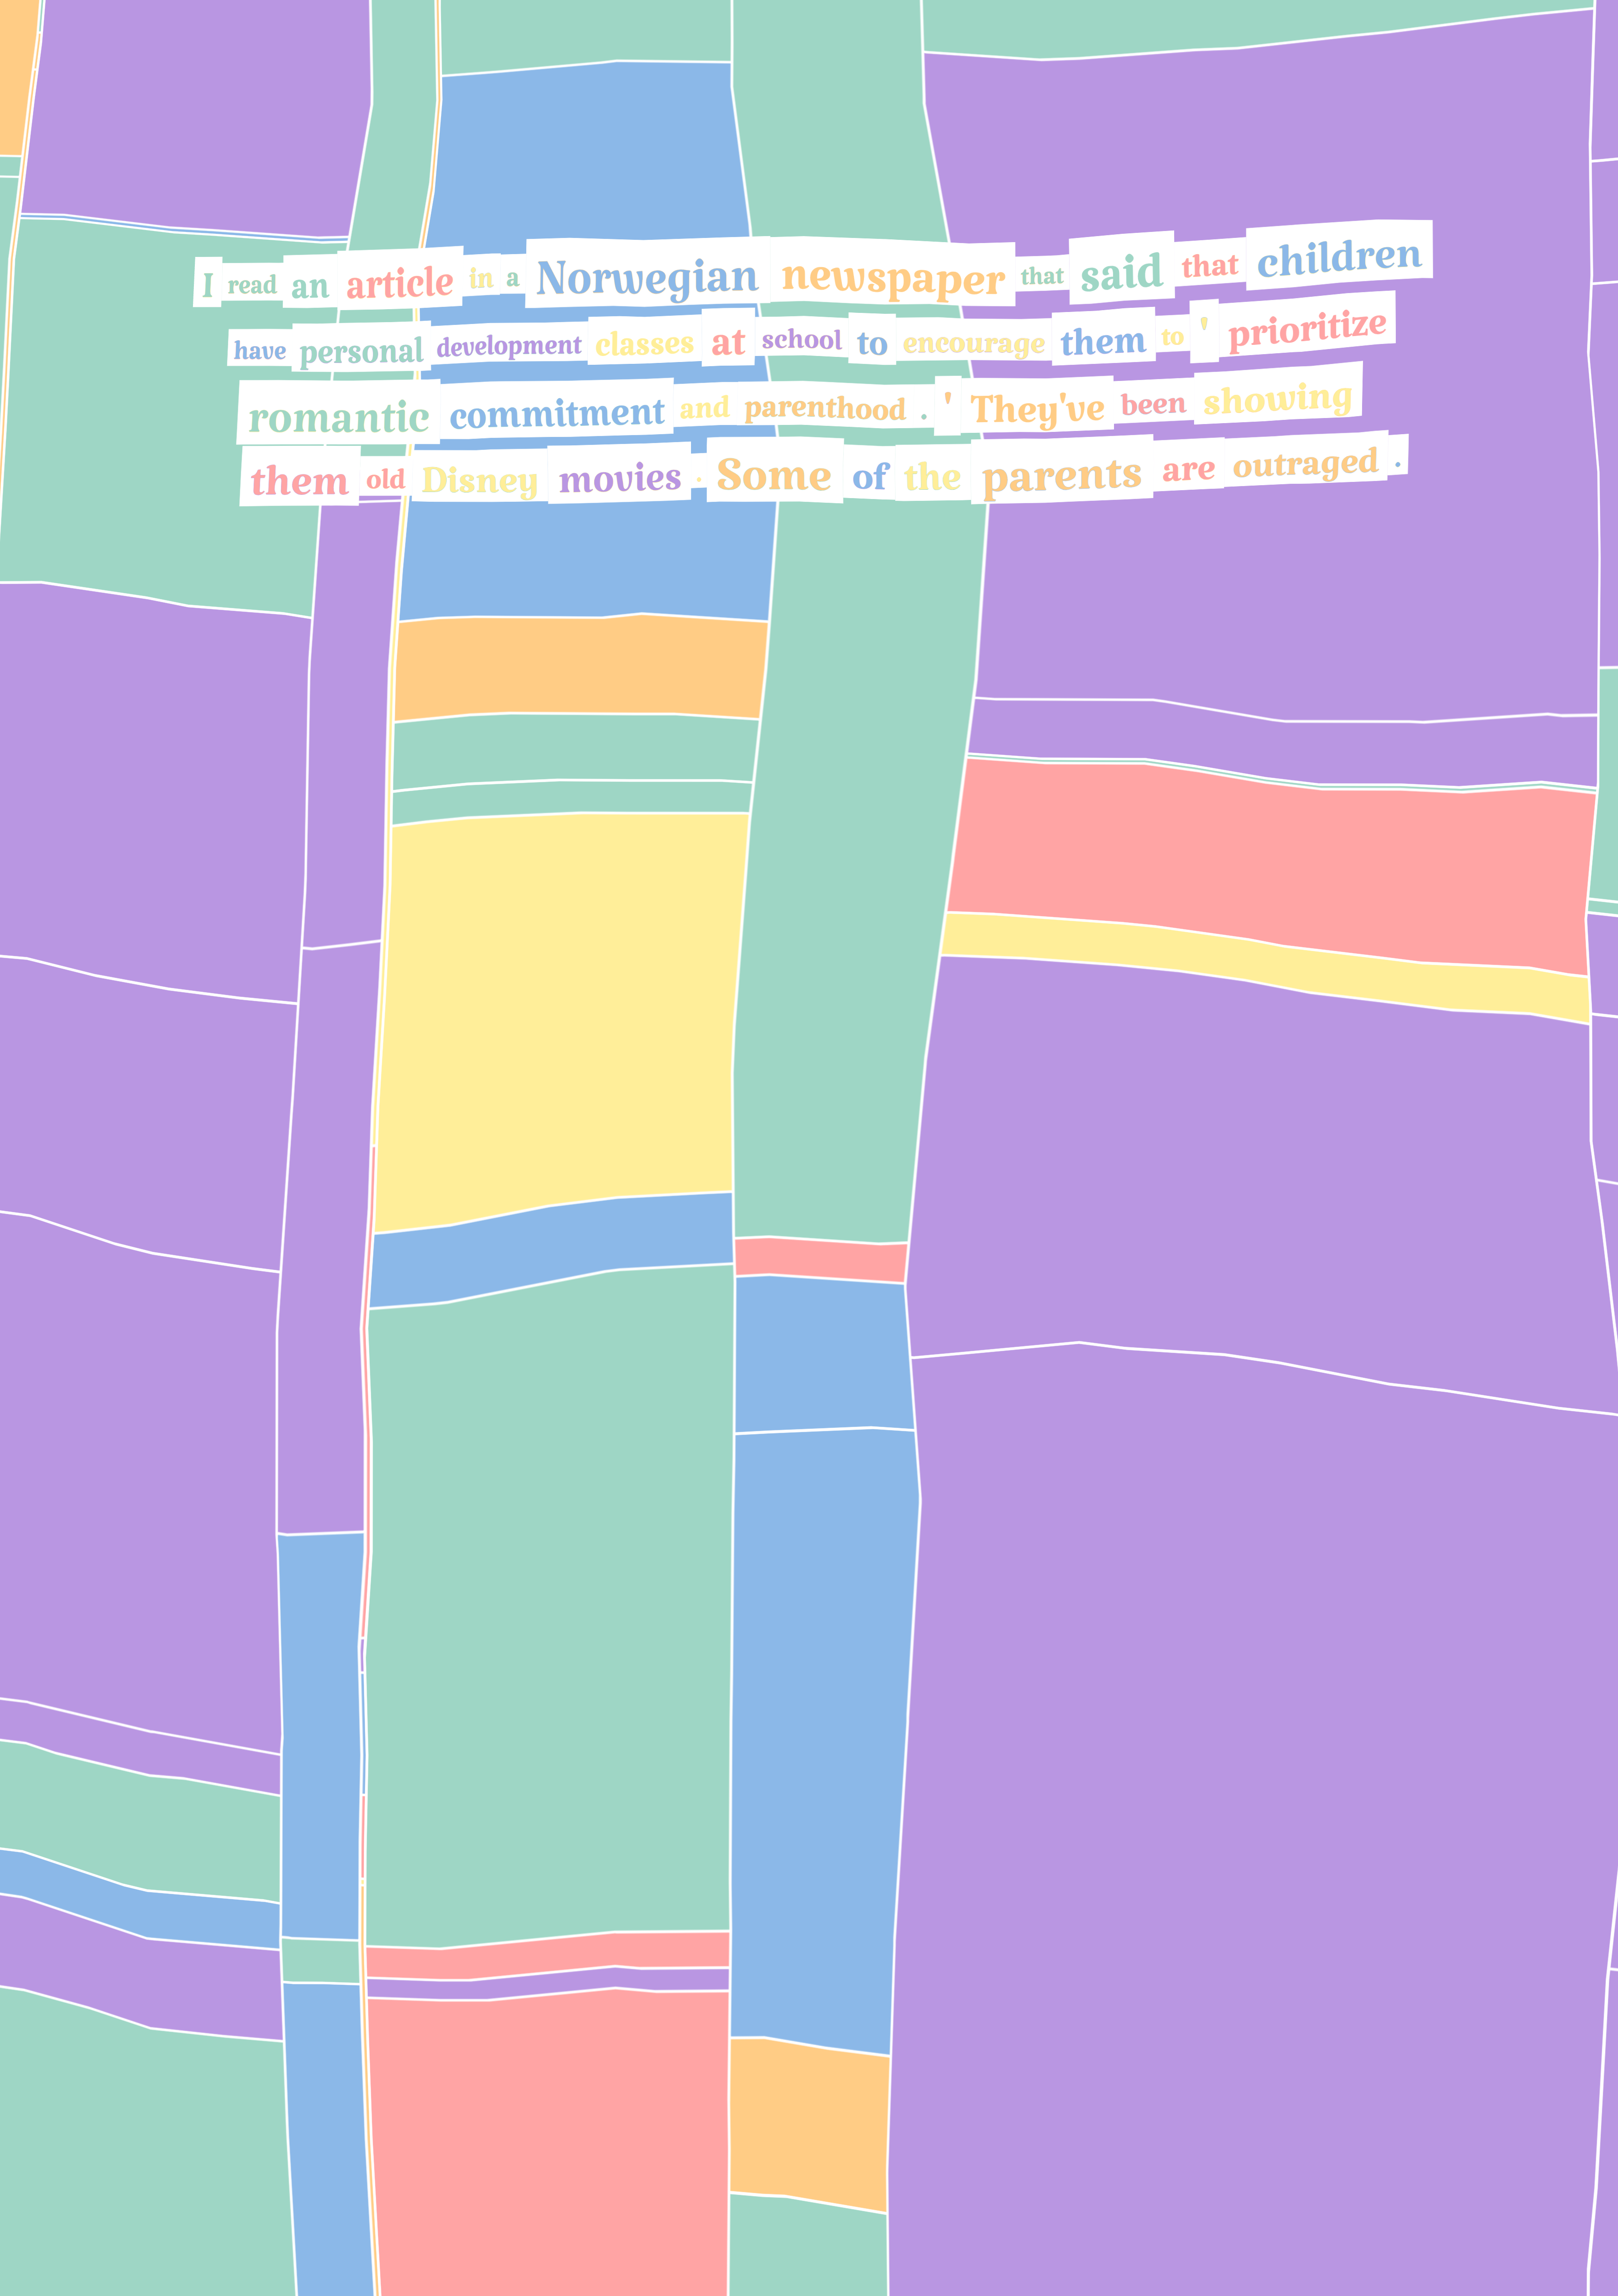 I read an article in a Norwegian newspaper that said that children
have personal development classes at school to encourage them to ' prioritize
romantic commitment and parenthood . ' They've been showing
them old Disney movies . Some of the parents are outraged .